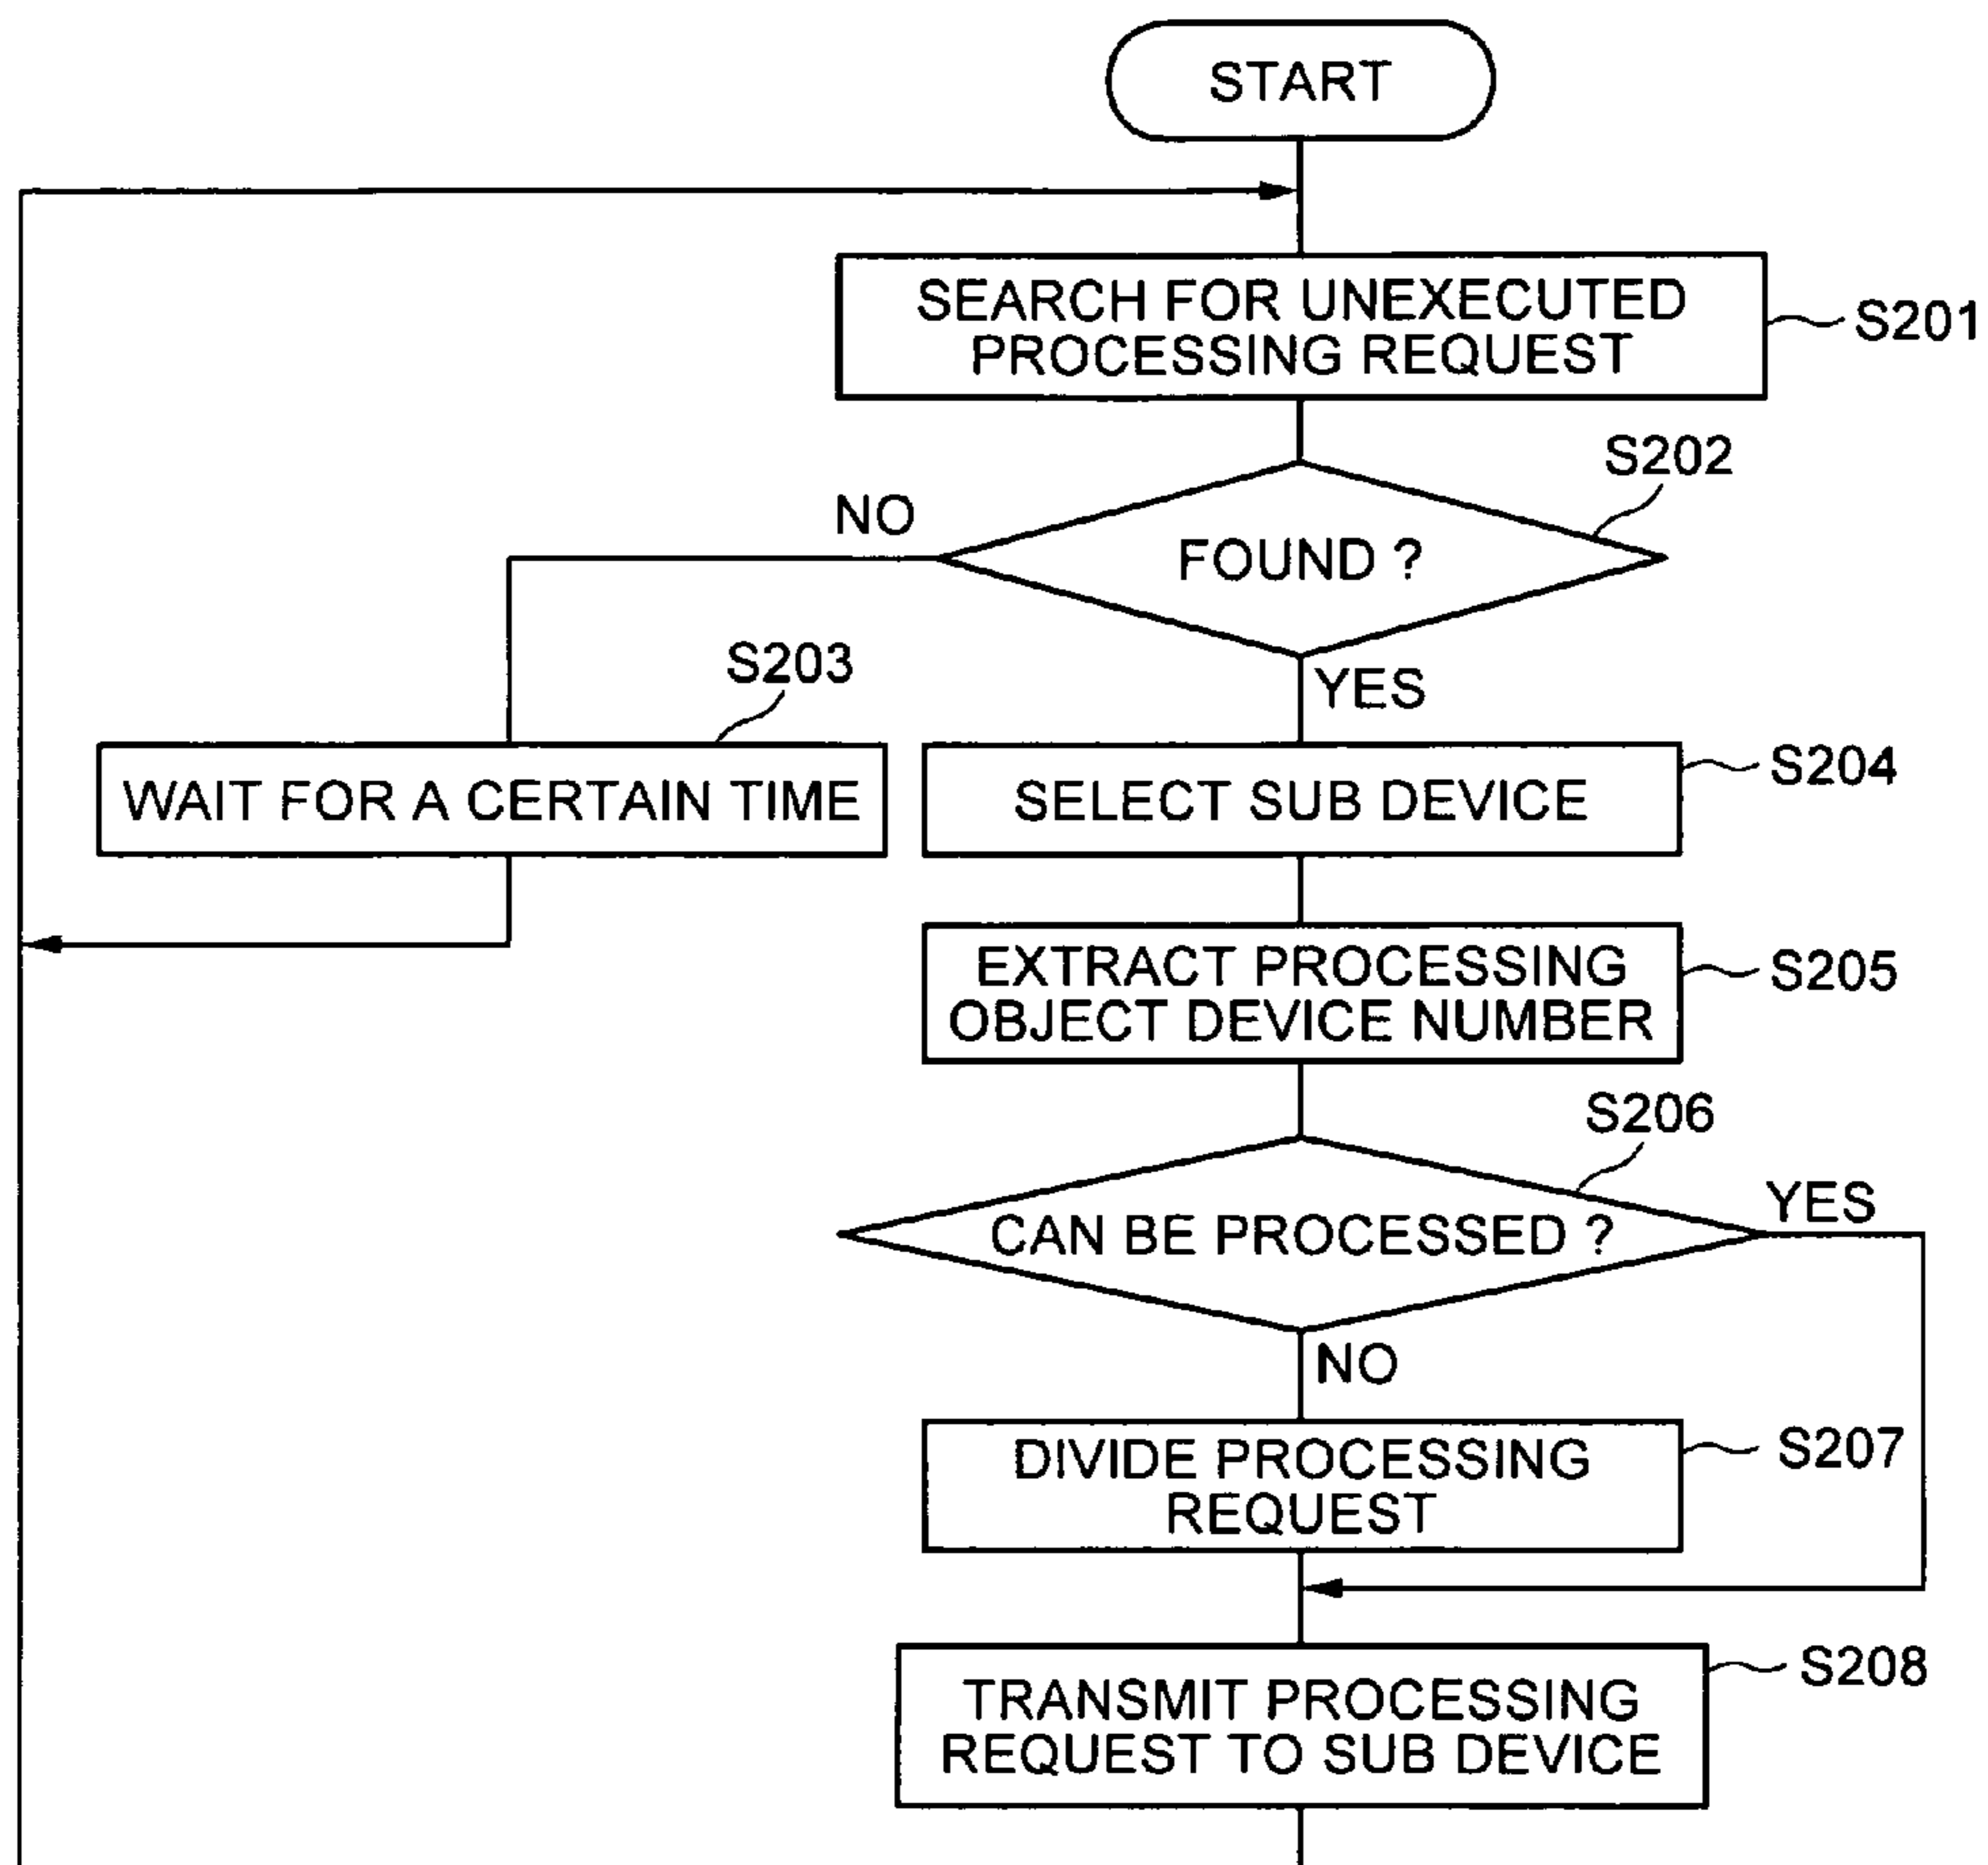 START
SEARCH FOR UNEXECUTED
PROCESSING REQUEST
S201
S202
NO
FOUND ?
YES
S203
WAIT FOR A CERTAIN TIME
SELECT SUB DEVICE
S204
EXTRACT PROCESSING
OBJECT DEVICE NUMBER
S205
S206
YES
CAN BE PROCESSED ?
NO
DIVIDE PROCESSING
REQUEST
S207
TRANSMIT PROCESSING
REQUEST TO SUB DEVICE
S208